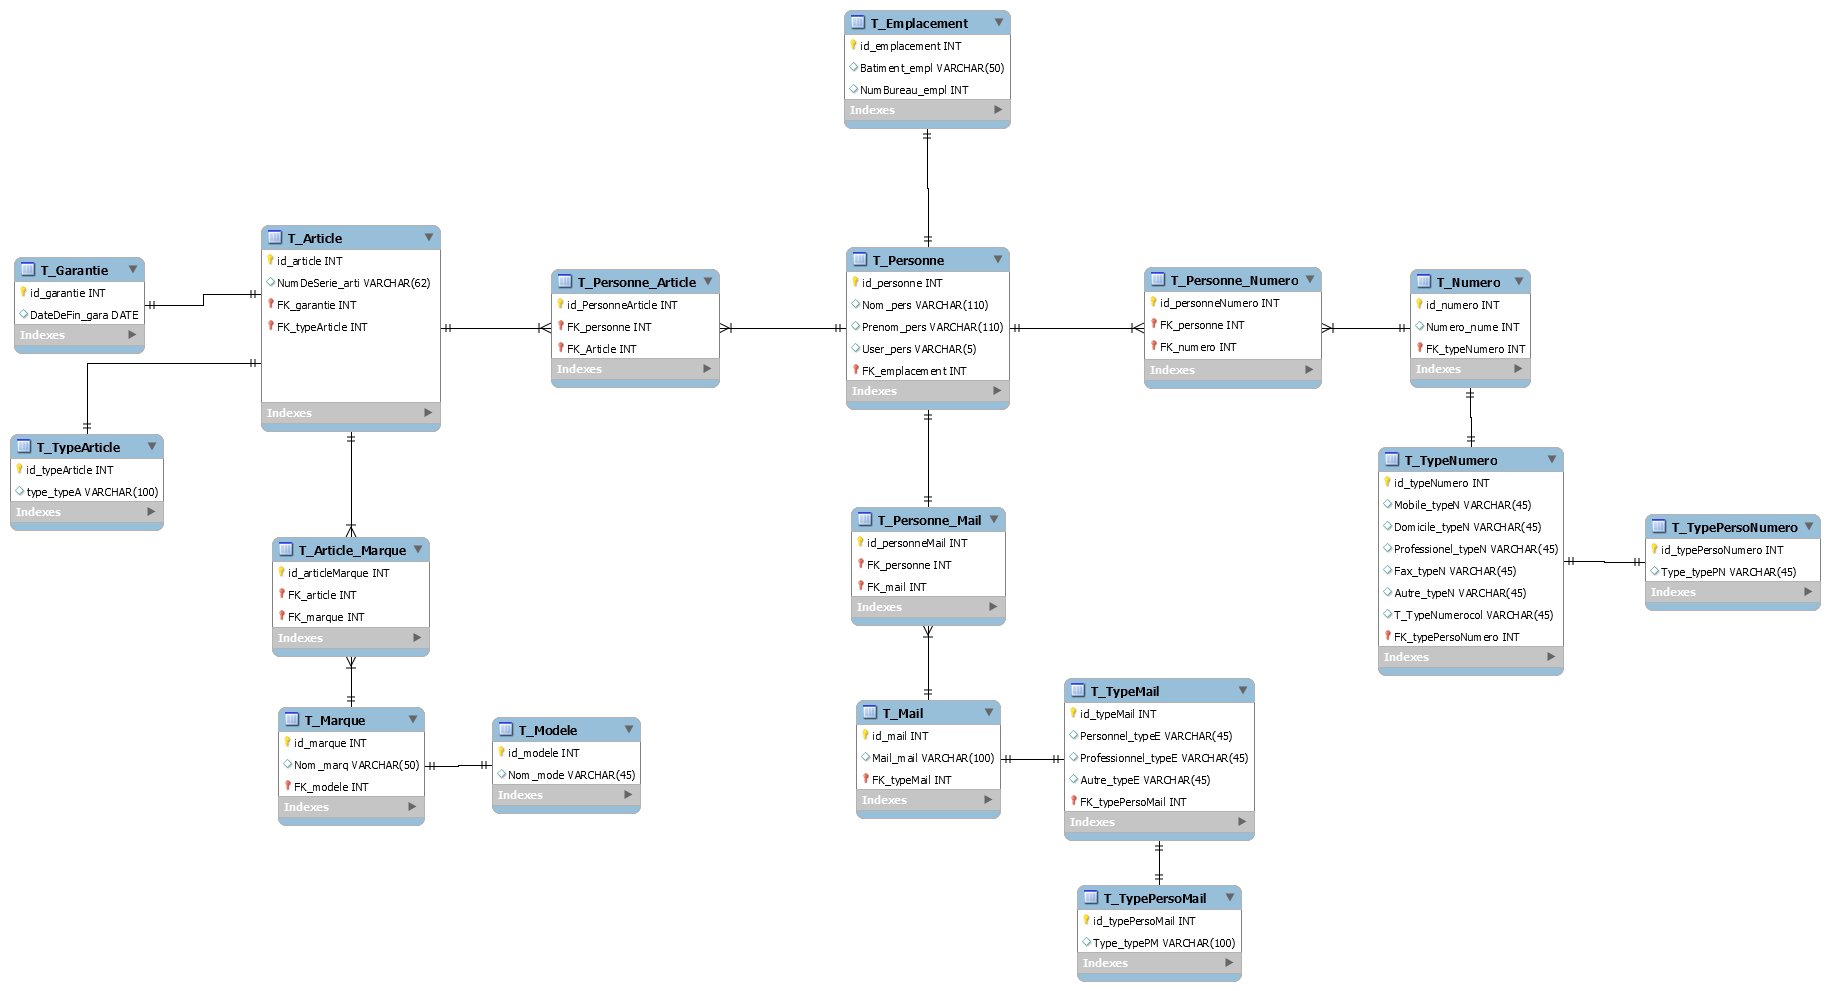 T_Emplacement
id_emplacement INT
Batiment_empl VARCHAR(50)
NumBureau_empl INT
Indexes
T_Garantie
id_garantie INT
DateDeFin_gara DATE
Indexes
T_Article
id_article INT
NumDeSerie_arti VARCHAR(62)
FK_garantie INT
FK_typeArticle INT
Indexes
T_Personne_Article
id_PersonneArticle INT
FK_personne INT
FK_Article INT
Indexes
T_Personne
id_personne INT
Nom_pers VARCHAR(110)
Prenom_pers VARCHAR(110)
User_pers VARCHAR(5)
FK_emplacement INT
Indexes
T_Personne_Numero
id_personneNumero INT
FK_personne INT
FK_numero INT
Indexes
T_Numero
id_numero INT
Numero_nume INT
FK_typeNumero INT
Indexes
T_TypeArticle
id_typeArticle INT
type_typeA VARCHAR(100)
Indexes
T_TypeNumero
id_typeNumero INT
Mobile_typeN VARCHAR(45)
Domicile_typeN VARCHAR(45)
Professionel_typeN VARCHAR(45)
Fax_typeN VARCHAR(45)
Autre_typeN VARCHAR(45)
T_TypeNumerocol VARCHAR(45)
FK_typePersoNumero INT
Indexes
T_TypePersoNumero
id_typePersoNumero INT
Type_typePN VARCHAR(45)
Indexes
T_Article_Marque
id_articleMarque INT
FK_article INT
FK_marque INT
Indexes
T_Personne_Mail
id_personneMail INT
FK_personne INT
FK_mail INT
Indexes
T_Marque
id_marque INT
Nom_marq VARCHAR(50)
FK_modele INT
Indexes
T_Modele
id_modele INT
Nom_mode VARCHAR(45)
Indexes
T_Mail
id_mail INT
Mail_mail VARCHAR(100)
FK_typeMail INT
Indexes
T_TypeMail
id_typeMail INT
Personnel_typeE VARCHAR(45)
Professionnel_typeE VARCHAR(45)
Autre_typeE VARCHAR(45)
FK_typePersoMail INT
Indexes
T_TypePersoMail
id_typePersoMail INT
Type_typePM VARCHAR(100)
Indexes